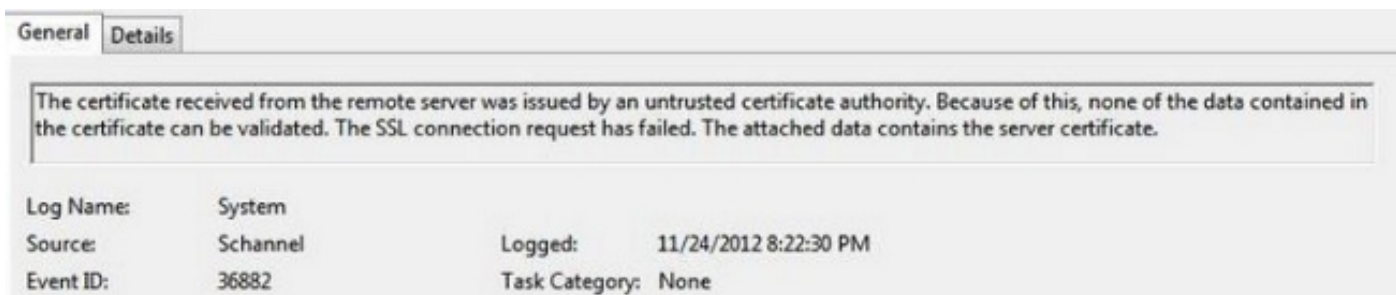 General Details
The certificate received from the remote server was issued by an untrusted certificate authority. Because of this, none of the data contained in
the certificate can be validated. The SSL connection request has failed. The attached data contains the server certificate.
Log Name: System
Source: Schannel Logged: 11/24/2012 8:22:30 PM
Event ID: 36882 Task Category: None